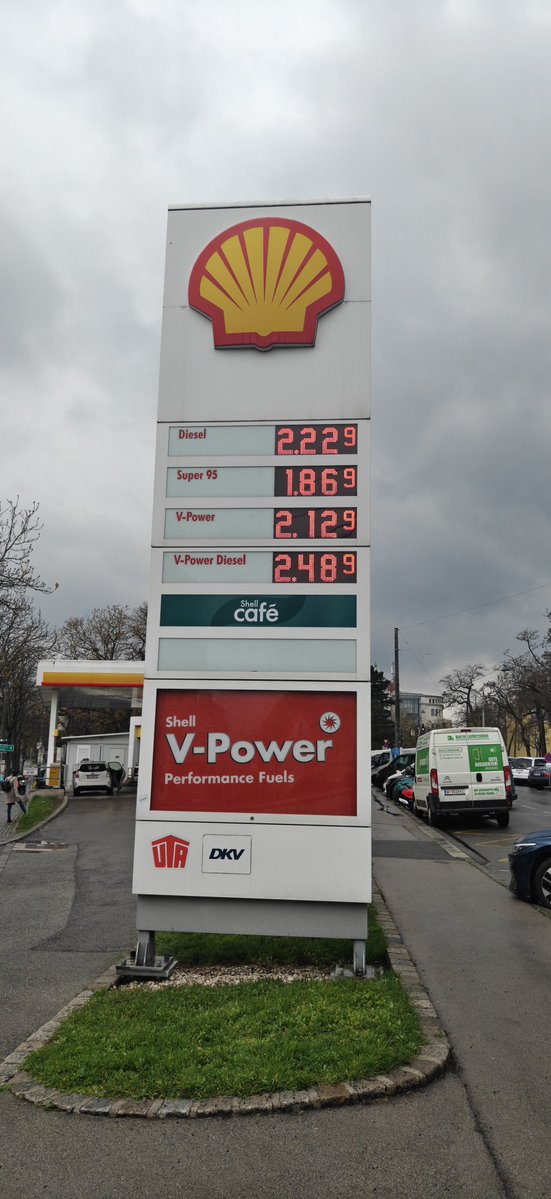 Diesel 2.229
Super 95 1.869
V-Power 2.129
V-Power Diesel 2.489
Shell
café
Shell
V-Power
Performance Fuels
UTA
DKV